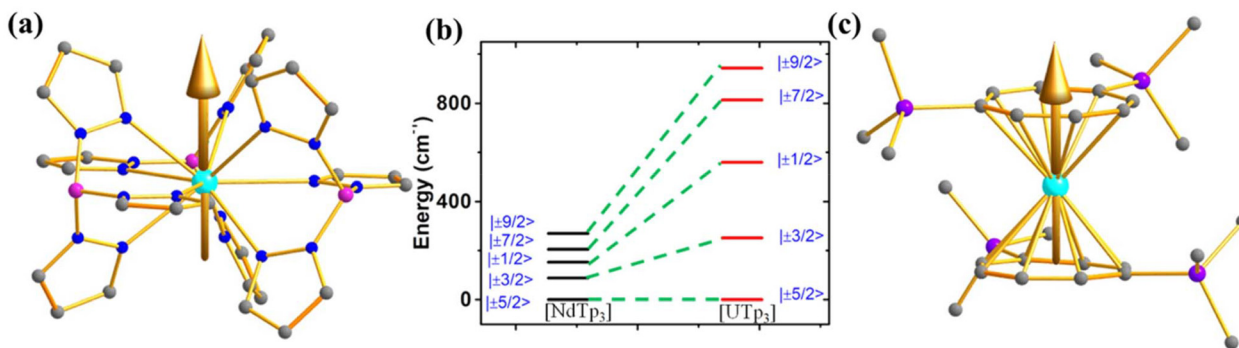 (a)
(b)
(c)
Energy (cm⁻¹)
800
400
0
|±9/2>
|±7/2>
|±1/2>
|±3/2>
|±5/2>
|±9/2>
|±7/2>
|±1/2>
|±3/2>
|±5/2>
[NdTp₃]
[UTp₃]